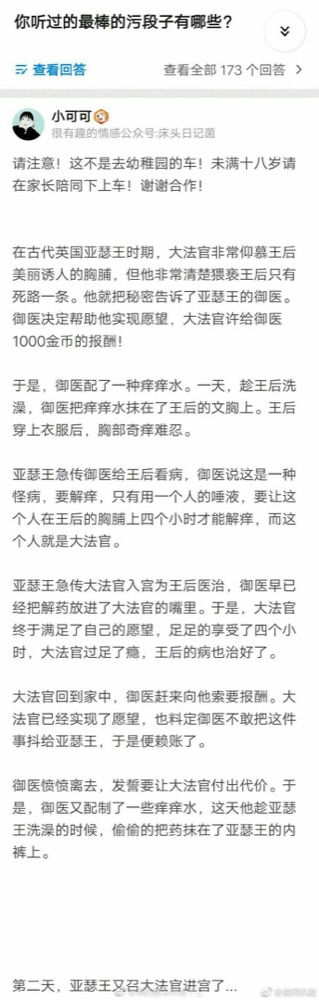 你听过的最棒的污段子有哪些?
查看回答
查看全部 173 个回答
小可可
很有趣的情感公众号:床头日记菌
请注意！这不是去幼稚园的车！未满十八岁请
在家长陪同下上车！谢谢合作！
在古代英国亚瑟王时期，大法官非常仰慕王后
美丽诱人的胸脯，但他非常清楚猥亵王后只有
死路一条。他就把秘密告诉了亚瑟王的御医。
御医决定帮助他实现愿望，大法官许给御医
1000金币的报酬！
于是，御医配了一种痒痒水。一天，趁王后洗
澡，御医把痒痒水抹在了王后的文胸上。王后
穿上衣服后，胸部奇痒难忍。
亚瑟王急传御医给王后看病，御医说这是一种
怪病，要解痒，只有用一个人的唾液，要让这
个人在王后的胸脯上四个小时才能解痒，而这
个人就是大法官。
亚瑟王急传大法官入宫为王后医治，御医早已
经把解药放进了大法官的嘴里。于是，大法官
终于满足了自己的愿望，足足的享受了四个小
时，大法官过足了瘾，王后的病也治好了。
大法官回到家中，御医赶来向他索要报酬。大
法官已经实现了愿望，也料定御医不敢把这件
事抖给亚瑟王，于是便赖账了。
御医愤愤离去，发誓要让大法官付出代价。于
是，御医又配制了一些痒痒水，这天他趁亚瑟
王洗澡的时候，偷偷的把药抹在了亚瑟王的内
裤上。
第二天，亚瑟王又召大法官进宫了...